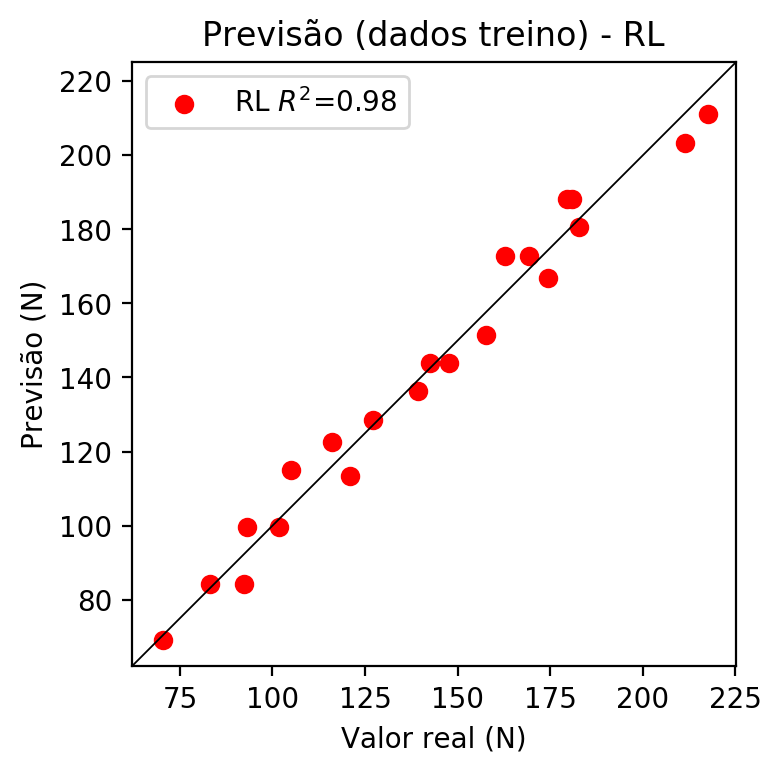 Previsão (dados treino) - RL
RL R²=0.98
220
200
180
160
140
120
100
80
Previsão (N)
75 100 125 150 175 200 225
Valor real (N)